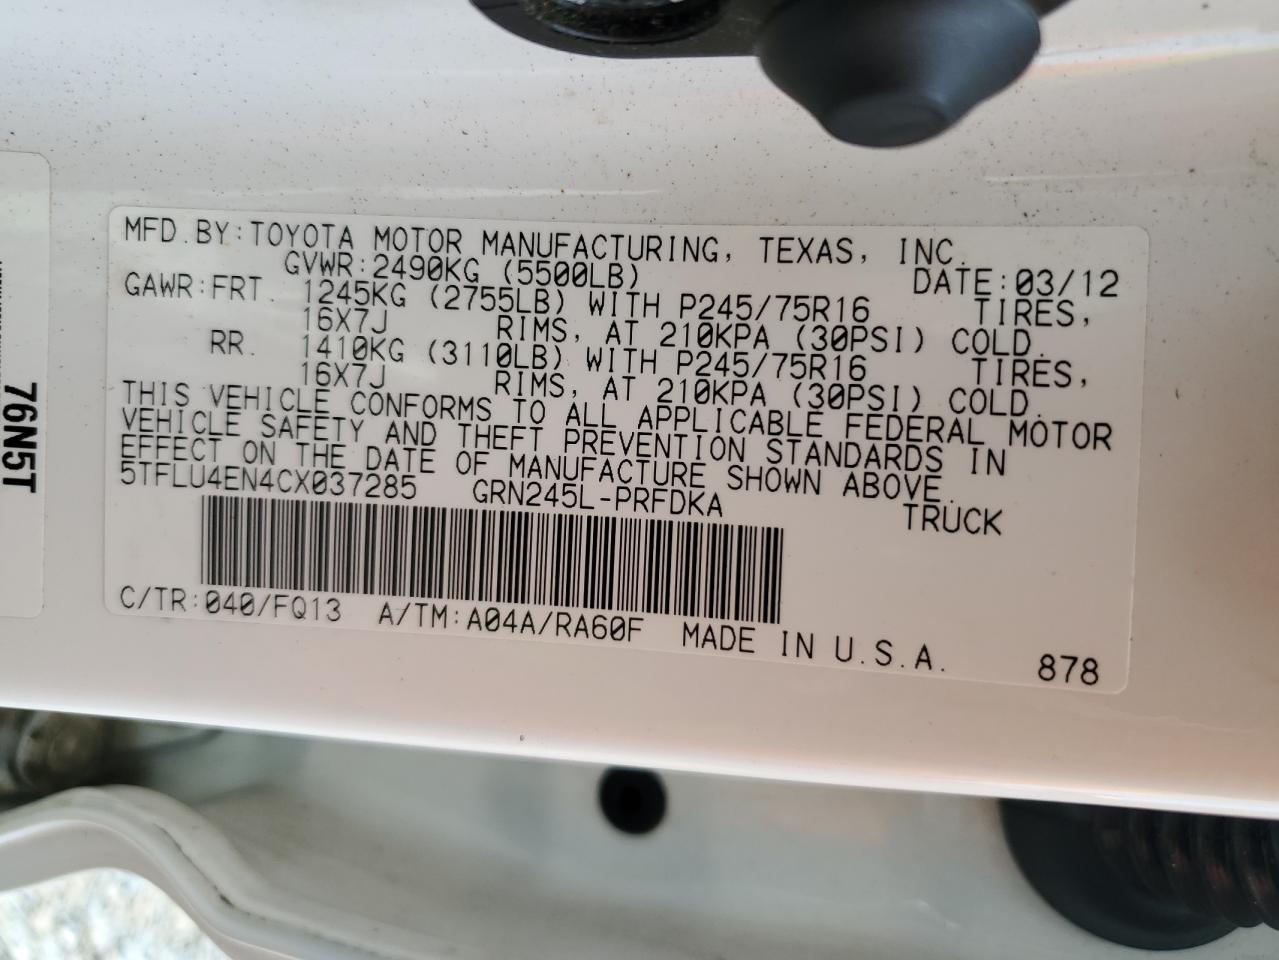 MFD.BY:TOYOTA MOTOR MANUFACTURING, TEXAS, INC.
GVWR:2490KG (5500LB) DATE:03/12
GAWR:FRT. 1245KG (2755LB) WITH P245/75R16 TIRES,
16X7J RIMS, AT 210KPA (30PSI) COLD.
RR. 1410KG (3110LB) WITH P245/75R16 TIRES,
16X7J RIMS, AT 210KPA (30PSI) COLD.
THIS VEHICLE CONFORMS TO ALL APPLICABLE FEDERAL MOTOR
VEHICLE SAFETY AND THEFT PREVENTION STANDARDS IN
EFFECT ON THE DATE OF MANUFACTURE SHOWN ABOVE.
5TFLU4EN4CX037285 GRN245L-PRFDKA TRUCK
C/TR:040/FQ13 A/TM:A04A/RA60F MADE IN U.S.A. 878
76N5T